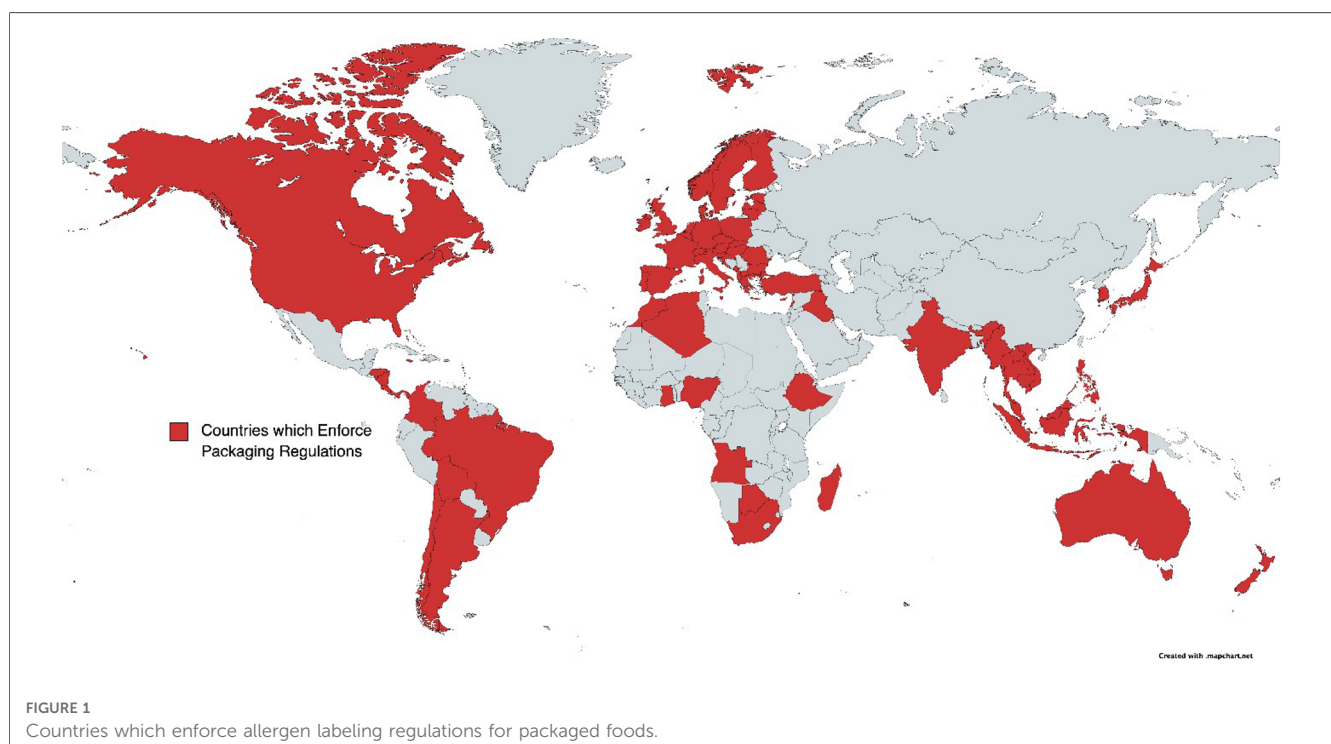 Countries which Enforce
Packaging Regulations
Created with .mapchart.net
FIGURE 1
Countries which enforce allergen labeling regulations for packaged foods.